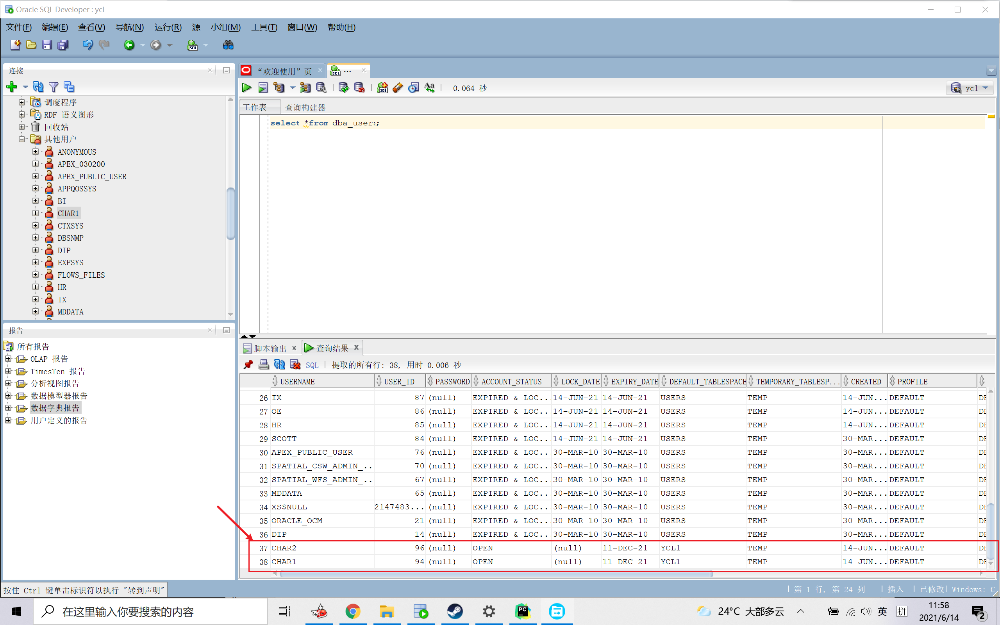 Oracle SQL Developer : ycl
文件(F) 编辑(E) 查看(V) 导航(N) 运行(R) 源 小组(M) 工具(T) 窗口(W) 帮助(H)
连接
调度程序
RDF 语义图形
回收站
其他用户
ANONYMOUS
APEX_030200
APEX_PUBLIC_USER
APPQOSSYS
BI
CHAR1
CTXSYS
DBSNMP
DIP
EXFSYS
FLOWS_FILES
HR
IX
MDDATA
报告
所有报告
OLAP 报告
TimesTen 报告
分析视图报告
数据模型器报告
数据字典报告
用户定义的报告
“欢迎使用”页 ...
0.064 秒 ycl
工作表 查询构建器
select *from dba_users;
脚本输出 查询结果
SQL 提取的所有行: 38, 用时 0.006 秒
USERNAME USER_ID PASSWORD ACCOUNT_STATUS LOCK_DATE EXPIRY_DATE DEFAULT_TABLESPACE TEMPORARY_TABLESP... CREATED PROFILE
26 IX 87 (null) EXPIRED & LOC... 14-JUN-21 14-JUN-21 USERS TEMP 14-JUN... DEFAULT DE
27 OE 86 (null) EXPIRED & LOC... 14-JUN-21 14-JUN-21 USERS TEMP 14-JUN... DEFAULT DE
28 HR 85 (null) EXPIRED & LOC... 14-JUN-21 14-JUN-21 USERS TEMP 14-JUN... DEFAULT DE
29 SCOTT 84 (null) EXPIRED & LOC... 14-JUN-21 14-JUN-21 USERS TEMP 30-MAR... DEFAULT DE
30 APEX_PUBLIC_USER 76 (null) EXPIRED & LOC... 30-MAR-10 30-MAR-10 USERS TEMP 30-MAR... DEFAULT DE
31 SPATIAL_CSW_ADMIN_... 70 (null) EXPIRED & LOC... 30-MAR-10 30-MAR-10 USERS TEMP 30-MAR... DEFAULT DE
32 SPATIAL_WFS_ADMIN_... 67 (null) EXPIRED & LOC... 30-MAR-10 30-MAR-10 USERS TEMP 30-MAR... DEFAULT DE
33 MDDATA 65 (null) EXPIRED & LOC... 30-MAR-10 30-MAR-10 USERS TEMP 30-MAR... DEFAULT DE
34 XS$NULL 2147483... (null) EXPIRED & LOC... 30-MAR-10 30-MAR-10 USERS TEMP 30-MAR... DEFAULT DE
35 ORACLE_OCM 21 (null) EXPIRED & LOC... 30-MAR-10 30-MAR-10 USERS TEMP 30-MAR... DEFAULT DE
36 DIP 14 (null) EXPIRED & LOC... 30-MAR-10 30-MAR-10 USERS TEMP 30-MAR... DEFAULT DE
37 CHAR2 96 (null) OPEN (null) 11-DEC-21 YCL1 TEMP 14-JUN... DEFAULT DE
38 CHAR1 94 (null) OPEN (null) 11-DEC-21 YCL1 TEMP 14-JUN... DEFAULT DE
按住 Ctrl 键单击标识符以执行 "转到声明" 第 1 行, 第 24 列 插入 已修改 Windows: C
在这里输入你要搜索的内容 24°C 大部多云 英 拼 11:58
2021/6/14 2